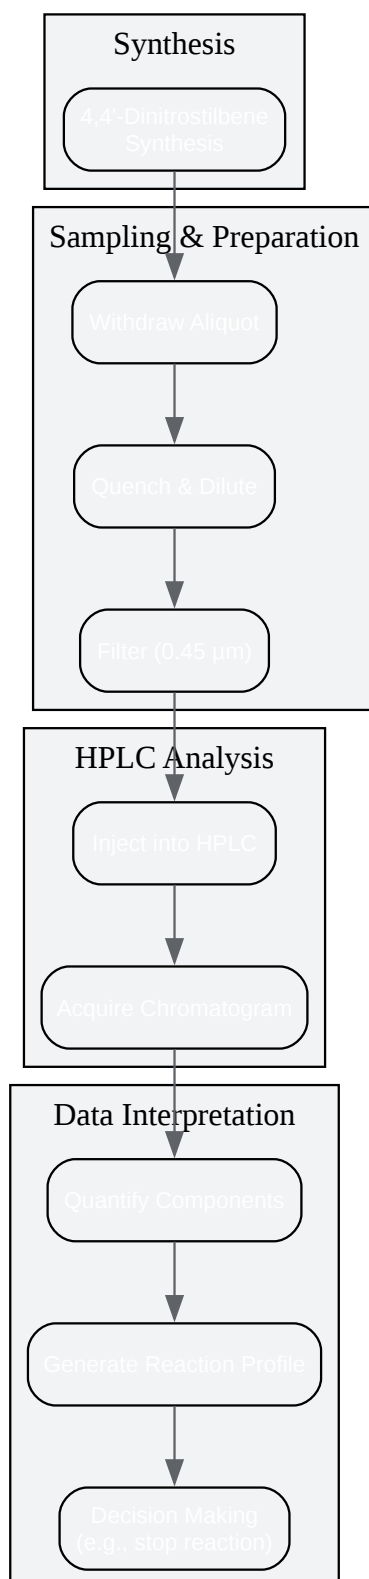 Synthesis
4,4'-Dinitrostilbene
Synthesis
Sampling & Preparation
Withdraw Aliquot
Quench & Dilute
Filter (0.45 µm)
HPLC Analysis
Inject into HPLC
Acquire Chromatogram
Data Interpretation
Quantify Components
Generate Reaction Profile
Decision Making
(e.g., stop reaction)